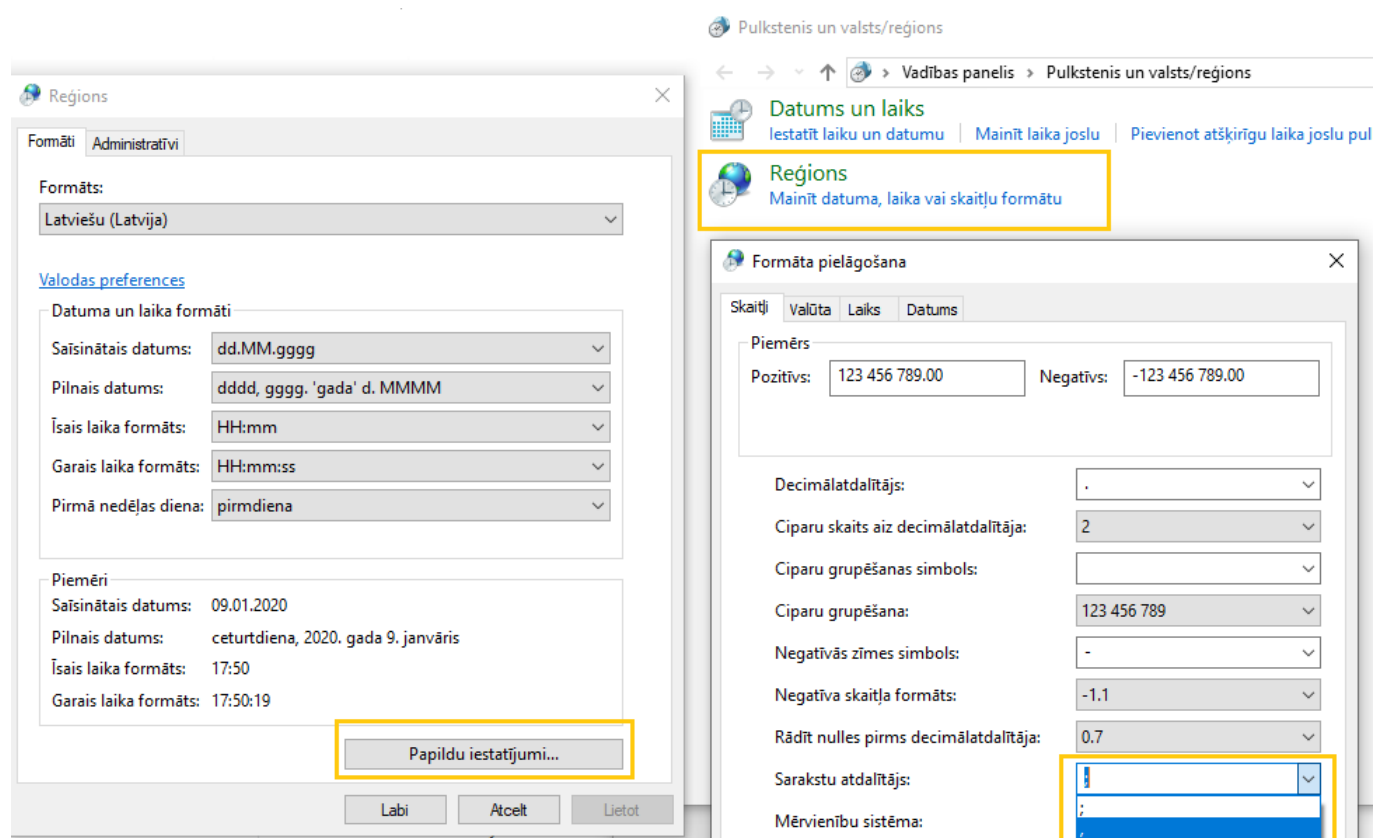 Pulkstenis un valsts/reģions
Vadības panelis › Pulkstenis un valsts/reģions
Datums un laiks
Iestatīt laiku un datumu | Mainīt laika joslu | Pievienot atšķirīgu laika joslu pul
Reģions
Mainīt datuma, laika vai skaitļu formātu
Reģions
Formāti Administratīvi
Formāts:
Latviešu (Latvija)
Valodas preferences
Datuma un laika formāti
Saīsinātais datums: dd.MM.gggg
Pilnais datums: dddd, gggg. 'gada' d. MMMM
Īsais laika formāts: HH:mm
Garais laika formāts: HH:mm:ss
Pirmā nedēļas diena: pirmdiena
Piemēri
Saīsinātais datums: 09.01.2020
Pilnais datums: ceturtdiena, 2020. gada 9. janvāris
Īsais laika formāts: 17:50
Garais laika formāts: 17:50:19
Papildu iestatījumi...
Labi Atcelt Lietot
Formāta pielāgošana
Skaitļi Valūta Laiks Datums
Piemērs
Pozitīvs: 123 456 789.00 Negatīvs: -123 456 789.00
Decimālatdalītājs: .
Ciparu skaits aiz decimālatdalītāja: 2
Ciparu grupēšanas simbols:
Ciparu grupēšana: 123 456 789
Negatīvās zīmes simbols: -
Negatīva skaitļa formāts: -1.1
Rādīt nulles pirms decimālatdalītāja: 0.7
Sarakstu atdalītājs: ;
;
,
Mērvienību sistēma: